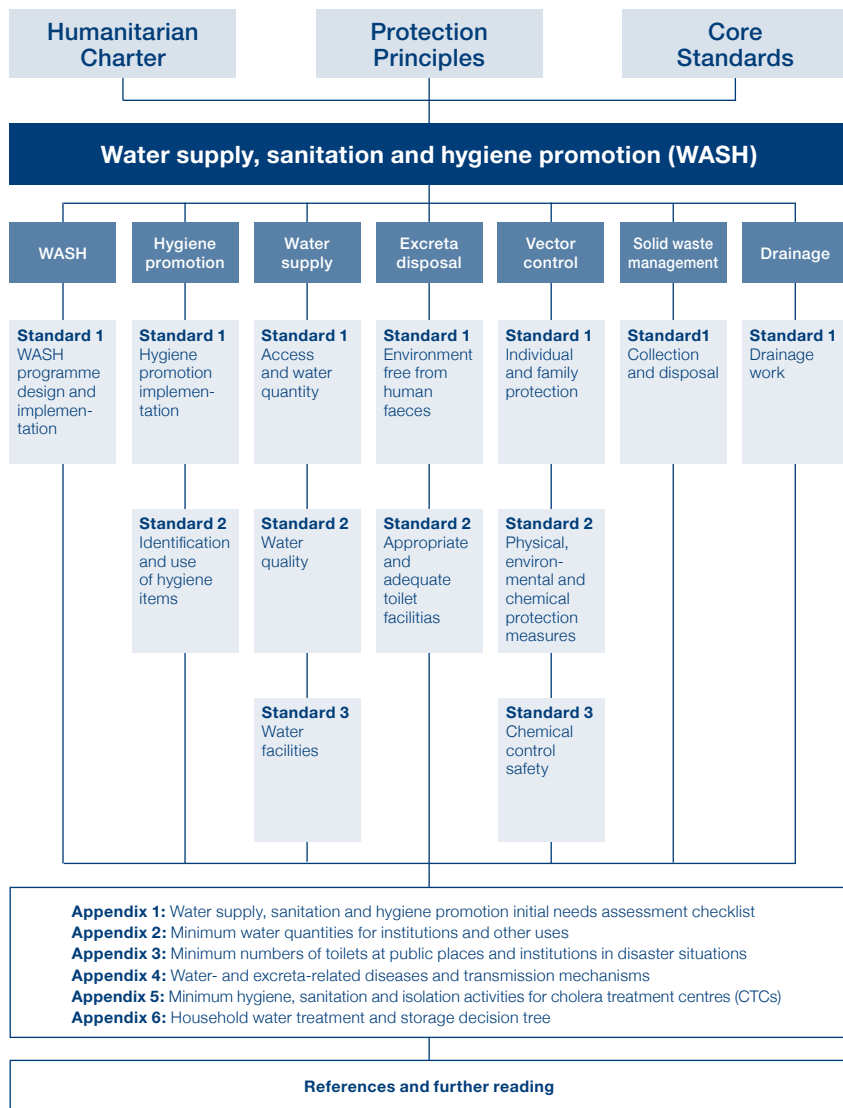 Humanitarian
Charter
Protection
Principles
Core
Standards
Water supply, sanitation and hygiene promotion (WASH)
WASH
Hygiene
promotion
Water
supply
Excreta
disposal
Vector
control
Solid waste
management
Drainage
Standard 1
WASH
programme
design and
implemen-
tation
Standard 1
Hygiene
promotion
implemen-
tation
Standard 1
Access
and water
quantity
Standard 1
Environment
free from
human
faeces
Standard 1
Individual
and family
protection
Standard1
Collection
and disposal
Standard 1
Drainage
work
Standard 2
Identification
and use
of hygiene
items
Standard 2
Water
quality
Standard 2
Appropriate
and
adequate
toilet
facilitias
Standard 2
Physical,
environ-
mental and
chemical
protection
measures
Standard 3
Water
facilities
Standard 3
Chemical
control
safety
Appendix 1: Water supply, sanitation and hygiene promotion initial needs assessment checklist
Appendix 2: Minimum water quantities for institutions and other uses
Appendix 3: Minimum numbers of toilets at public places and institutions in disaster situations
Appendix 4: Water- and excreta-related diseases and transmission mechanisms
Appendix 5: Minimum hygiene, sanitation and isolation activities for cholera treatment centres (CTCs)
Appendix 6: Household water treatment and storage decision tree
References and further reading